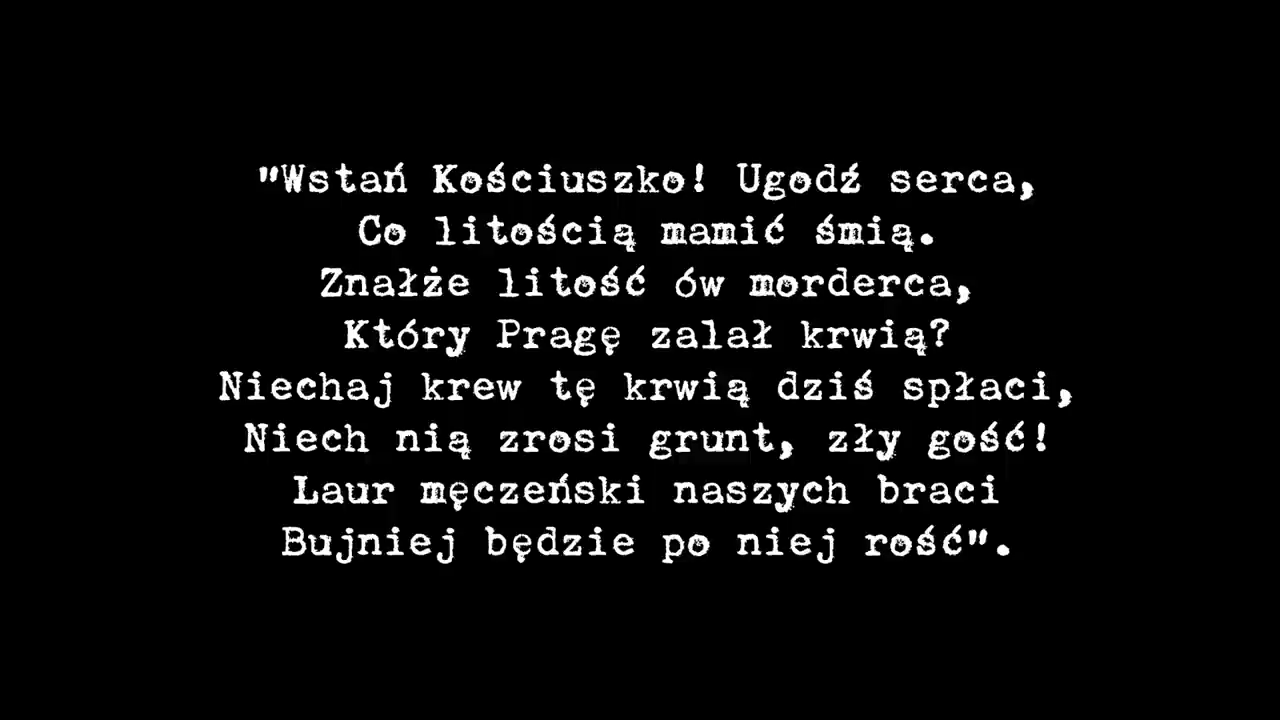 "Wstań Kościuszko! Ugodź serca,
Co litością mamić śmią.
Znałże litość ów morderca,
Który Pragę zalał krwią?
Niechaj krew tę krwią dziś spłaci,
Niech nią zrosi grunt, zły gość!
Laur męczeński naszych braci
Bujniej będzie po niej rość".